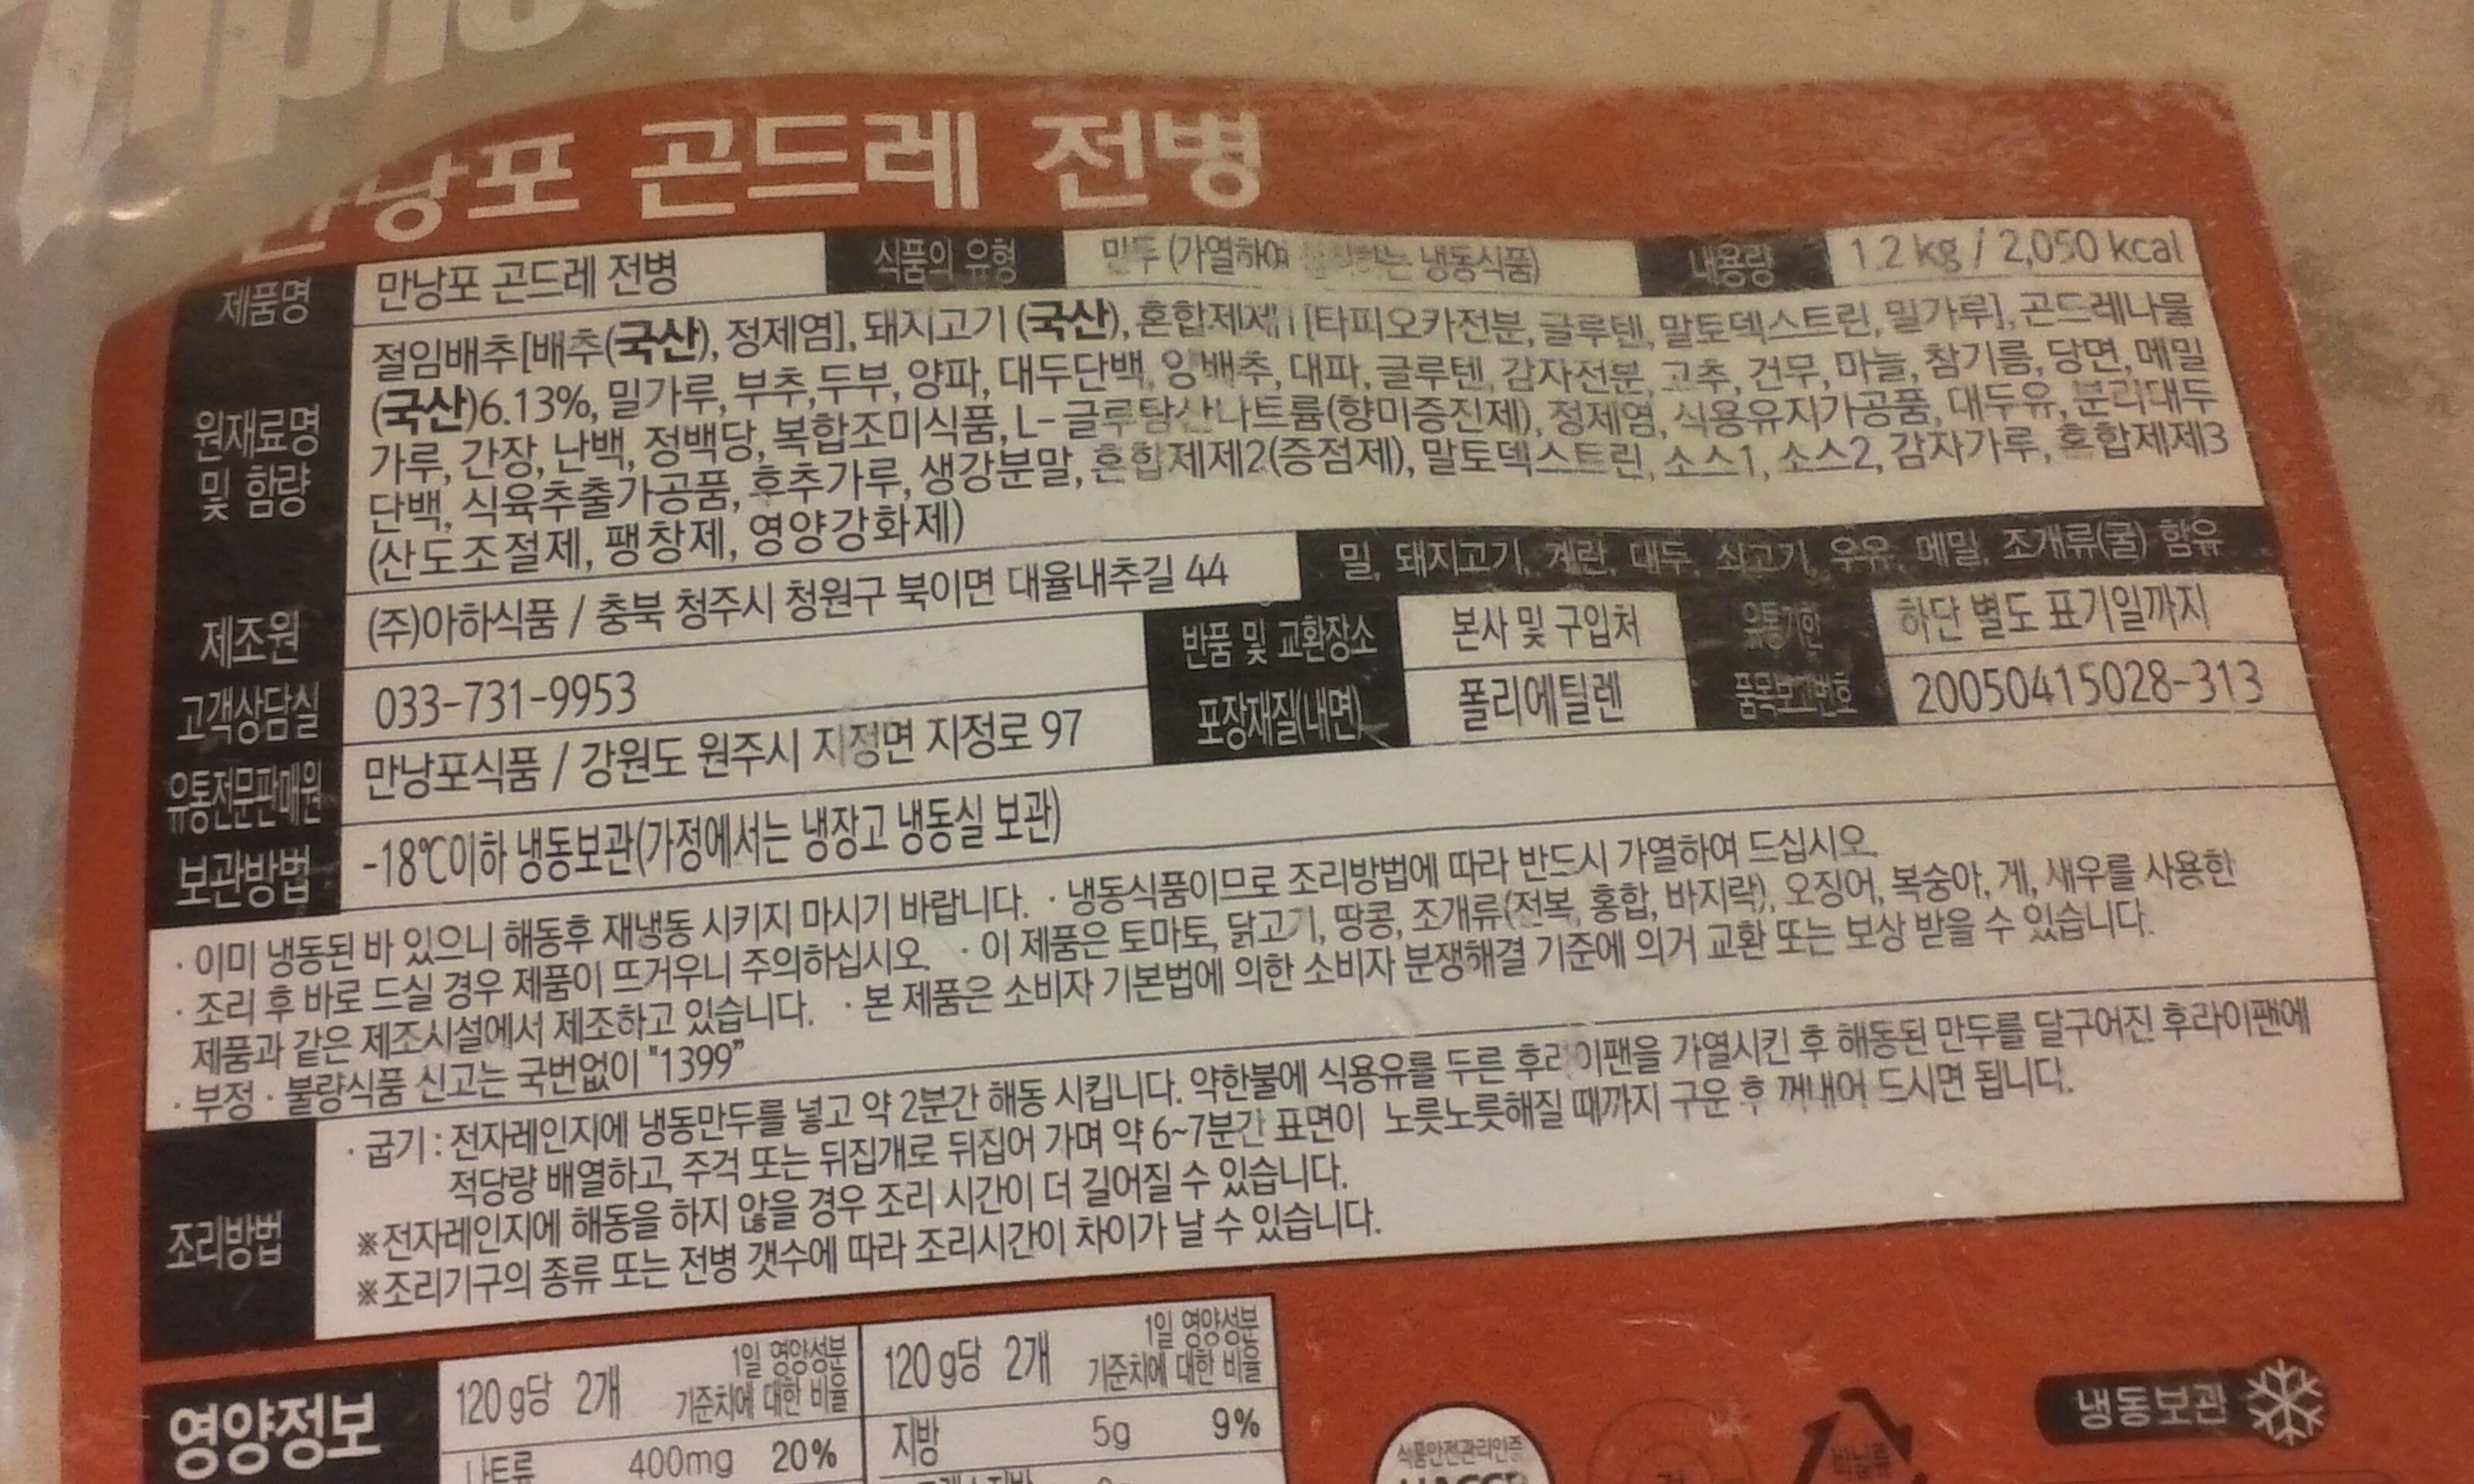 만낭포 곤드레 전병
제품명 만낭포 곤드레 전병 식품의 유형 만두 (가열하여 는 냉동식품) 내용량 1.2 kg / 2,050 kcal
원재료명 및 함량
절임배추[배추(국산), 정제염], 돼지고기 (국산), 혼합제제1[타피오카전분, 글루텐, 말토덱스트린, 밀가루], 곤드레나물
(국산)6.13%, 밀가루, 부추, 두부, 양파, 대두단백, 양배추, 대파, 글루텐, 감자전분, 고추, 건무, 마늘, 참기름, 당면, 메밀
가루, 간장, 난백, 정백당, 복합조미식품, L-글루탐산나트륨(향미증진제), 정제염, 식용유지가공품, 대두유, 분리대두
단백, 식육추출가공품, 후추가루, 생강분말, 혼합제제2(증점제), 말토덱스트린, 소스1, 소스2, 감자가루, 혼합제제3
(산도조절제, 팽창제, 영양강화제)
밀, 돼지고기, 계란, 대두, 쇠고기, 우유, 메밀, 조개류(굴) 함유
제조원 (주)아하식품 / 충북 청주시 청원구 북이면 대율내추길 44
고객상담실 033-731-9953 반품 및 교환장소 본사 및 구입처 유통기한 하단 별도 표기일까지
유통전문판매원 만낭포식품 / 강원도 원주시 지정면 지정로 97 포장재질(내면) 폴리에틸렌 품목보고번호 20050415028-313
보관방법 -18℃이하 냉동보관(가정에서는 냉장고 냉동실 보관)
· 이미 냉동된 바 있으니 해동후 재냉동 시키지 마시기 바랍니다. · 냉동식품이므로 조리방법에 따라 반드시 가열하여 드십시오.
· 조리 후 바로 드실 경우 제품이 뜨거우니 주의하십시오. · 이 제품은 토마토, 닭고기, 땅콩, 조개류(전복, 홍합, 바지락), 오징어, 복숭아, 게, 새우를 사용한
제품과 같은 제조시설에서 제조하고 있습니다. · 본 제품은 소비자 기본법에 의한 소비자 분쟁해결 기준에 의거 교환 또는 보상 받을 수 있습니다.
· 부정 · 불량식품 신고는 국번없이 "1399"
조리방법
· 굽기 : 전자레인지에 냉동만두를 넣고 약 2분간 해동 시킵니다. 약한불에 식용유를 두른 후라이팬을 가열시킨 후 해동된 만두를 달구어진 후라이팬에
적당량 배열하고, 주걱 또는 뒤집개로 뒤집어 가며 약 6~7분간 표면이 노릇노릇해질 때까지 구운 후 꺼내어 드시면 됩니다.
※전자레인지에 해동을 하지 않을 경우 조리 시간이 더 길어질 수 있습니다.
※조리기구의 종류 또는 전병 갯수에 따라 조리시간이 차이가 날 수 있습니다.
영양정보
120 g당 2개 1일 영양성분 기준치에 대한 비율
나트륨 400mg 20%
120 g당 2개 1일 영양성분 기준치에 대한 비율
지방 5g 9%
식품안전관리인증
HACCP
비닐류
냉동보관